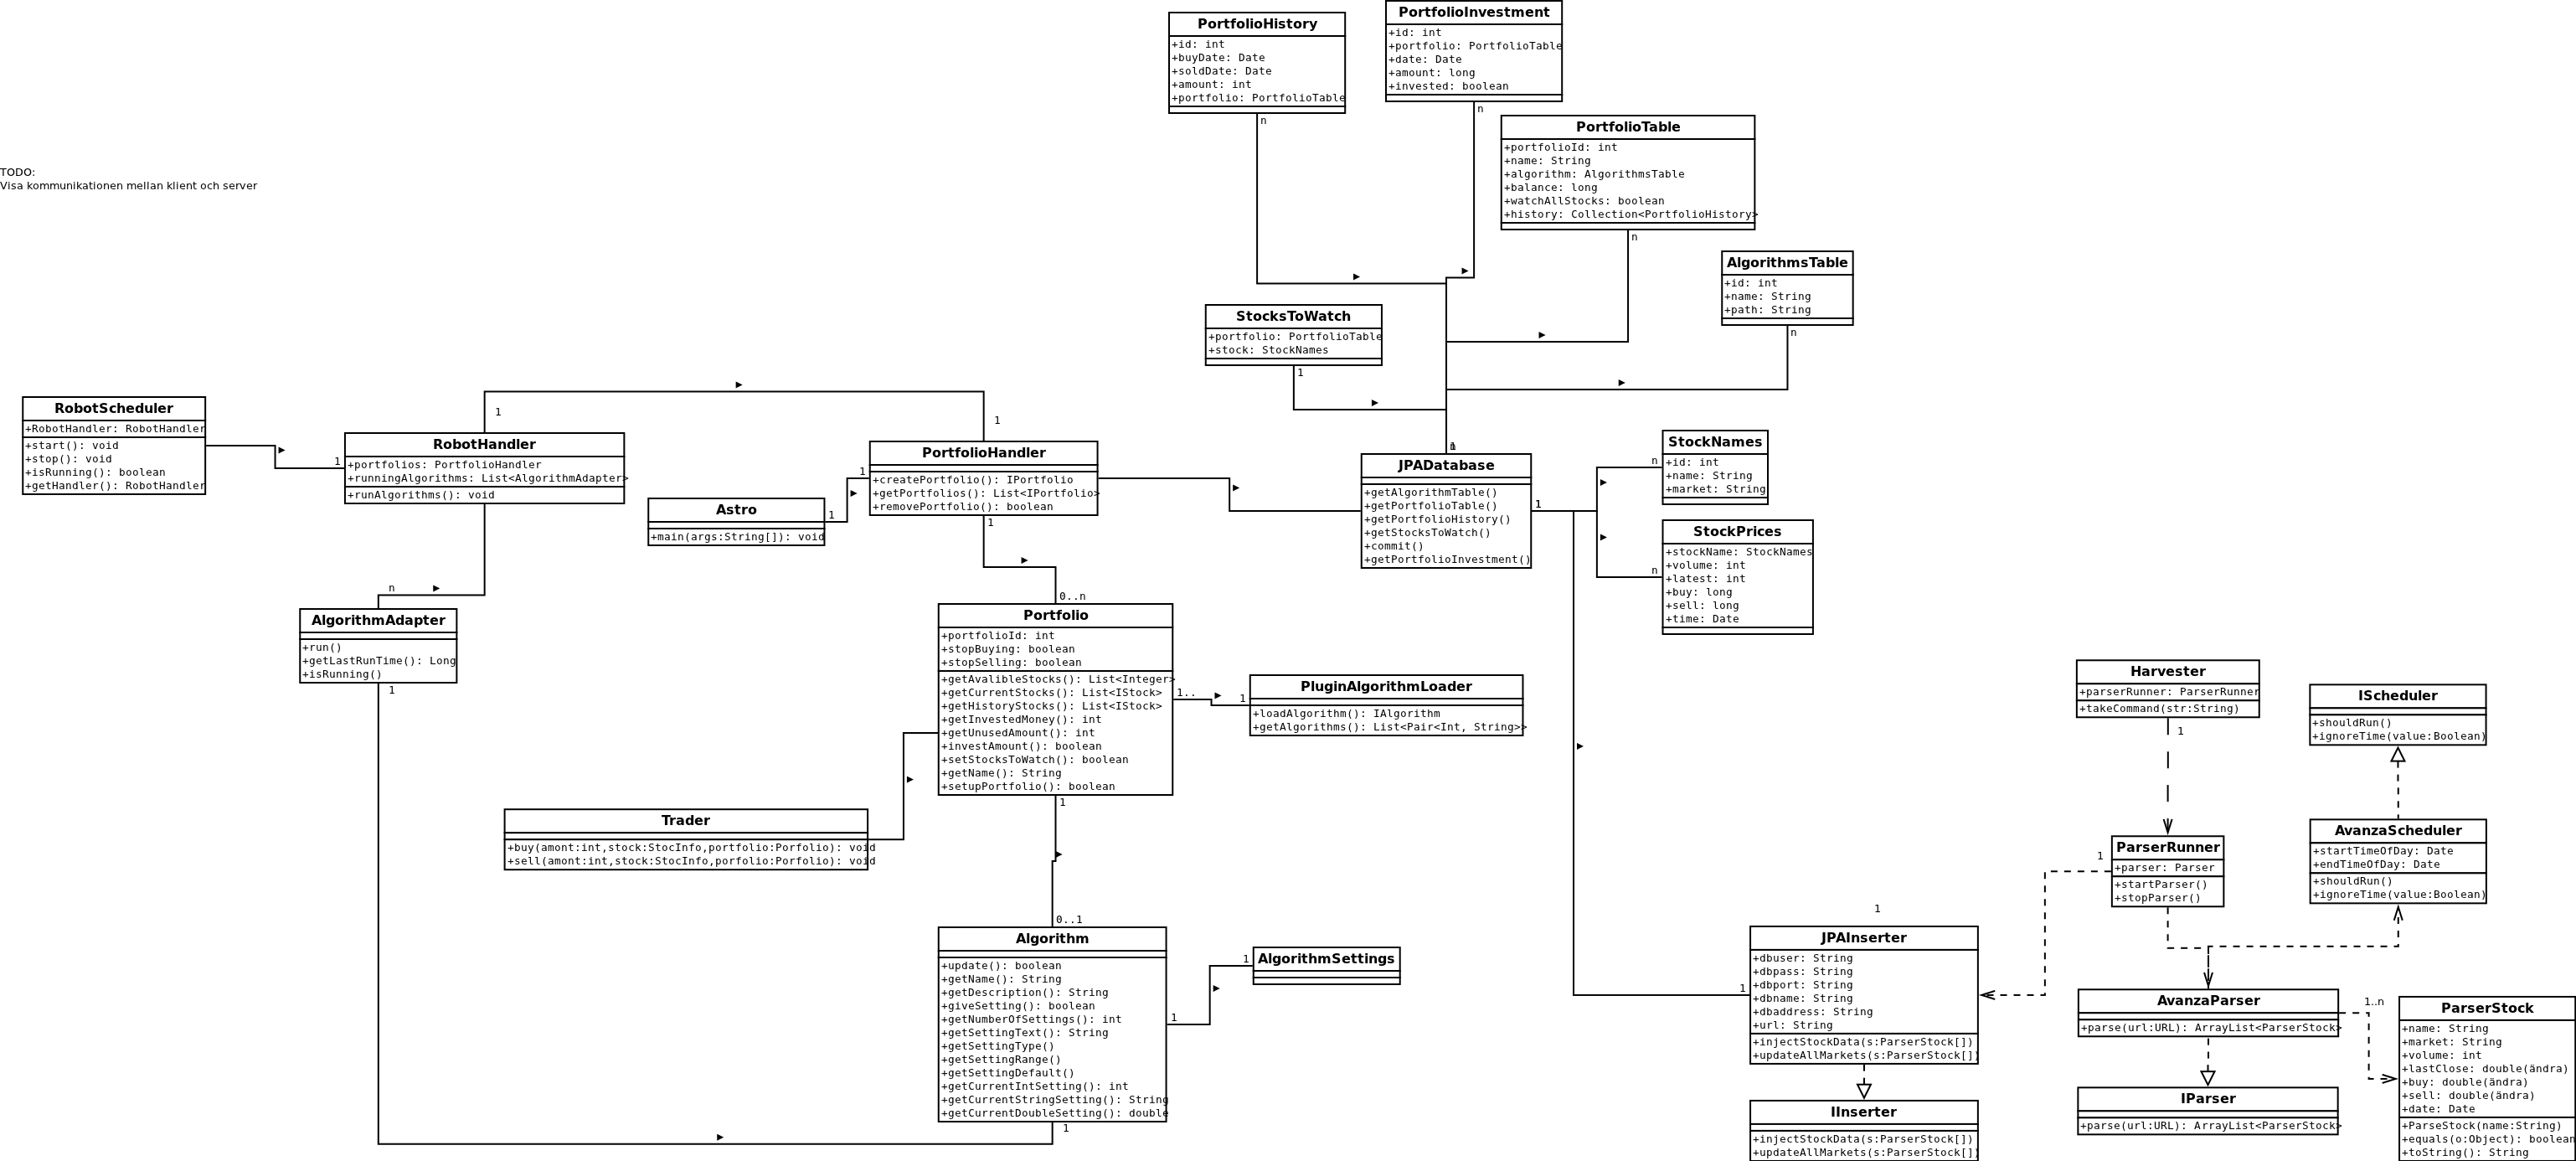 PortfolioHistory
+id: int
+buyDate: Date
+soldDate: Date
+amount: int
+portfolio: PortfolioTable
n
PortfolioInvestment
+id: int
+portfolio: PortfolioTable
+date: Date
+amount: long
+invested: boolean
n
PortfolioTable
+portfolioId: int
+name: String
+algorithm: AlgorithmsTable
+balance: long
+watchAllStocks: boolean
+history: Collection<PortfolioHistory>
n
TODO:
Visa kommunikationen mellan klient och server
AlgorithmsTable
+id: int
+name: String
+path: String
n
StocksToWatch
+portfolio: PortfolioTable
+stock: StockNames
1
RobotScheduler
+RobotHandler: RobotHandler
+start(): void
+stop(): void
+isRunning(): boolean
+getHandler(): RobotHandler
1
1
RobotHandler
+portfolios: PortfolioHandler
+runningAlgorithms: List<AlgorithmAdapter>
+runAlgorithms(): void
n
1
PortfolioHandler
+createPortfolio(): IPortfolio
+getPortfolios(): List<IPortfolio>
+removePortfolio(): boolean
1
1
Astro
+main(args:String[]): void
1
JPADatabase
+getAlgorithmTable()
+getPortfolioTable()
+getPortfolioHistory()
+getStocksToWatch()
+commit()
+getPortfolioInvestment()
1
StockNames
+id: int
+name: String
+market: String
n
StockPrices
+stockName: StockNames
+volume: int
+latest: int
+buy: long
+sell: long
+time: Date
n
AlgorithmAdapter
+run()
+getLastRunTime(): Long
+isRunning()
1
0..n
Portfolio
+portfolioId: int
+stopBuying: boolean
+stopSelling: boolean
+getAvalibleStocks(): List<Integer>
+getCurrentStocks(): List<IStock>
+getHistoryStocks(): List<IStock>
+getInvestedMoney(): int
+getUnusedAmount(): int
+investAmount(): boolean
+setStocksToWatch(): boolean
+getName(): String
+setupPortfolio(): boolean
1..
1
1
PluginAlgorithmLoader
+loadAlgorithm(): IAlgorithm
+getAlgorithms(): List<Pair<Int, String>>
Trader
+buy(amont:int,stock:StocInfo,portfolio:Porfolio): void
+sell(amont:int,stock:StocInfo,porfolio:Porfolio): void
0..1
Algorithm
+update(): boolean
+getName(): String
+getDescription(): String
+giveSetting(): boolean
+getNumberOfSettings(): int
+getSettingText(): String
+getSettingType()
+getSettingRange()
+getSettingDefault()
+getCurrentIntSetting(): int
+getCurrentStringSetting(): String
+getCurrentDoubleSetting(): double
1
1
1
AlgorithmSettings
Harvester
+parserRunner: ParserRunner
+takeCommand(str:String)
1
IScheduler
+shouldRun()
+ignoreTime(value:Boolean)
1
ParserRunner
+parser: Parser
+startParser()
+stopParser()
AvanzaScheduler
+startTimeOfDay: Date
+endTimeOfDay: Date
+shouldRun()
+ignoreTime(value:Boolean)
1
1
JPAInserter
+dbuser: String
+dbpass: String
+dbport: String
+dbname: String
+dbaddress: String
+url: String
+injectStockData(s:ParserStock[])
+updateAllMarkets(s:ParserStock[])
IInserter
+injectStockData(s:ParserStock[])
+updateAllMarkets(s:ParserStock[])
AvanzaParser
+parse(url:URL): ArrayList<ParserStock>
IParser
+parse(url:URL): ArrayList<ParserStock>
1..n
ParserStock
+name: String
+market: String
+volume: int
+lastClose: double(ändra)
+buy: double(ändra)
+sell: double(ändra)
+date: Date
+ParseStock(name:String)
+equals(o:Object): boolean
+toString(): String